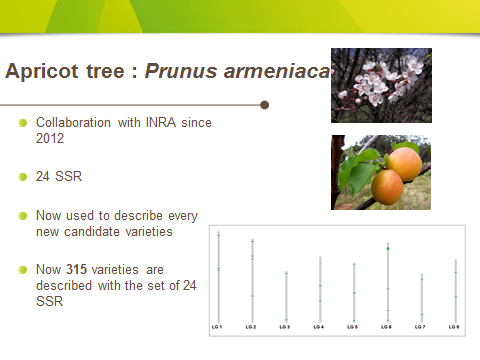 Apricot tree : Prunus armeniaca
Collaboration with INRA since
2012
24 SSR
Now used to describe every
new candidate varieties
Now 315 varieties are
described with the set of 24
SSR
LG 1 LG 2 LG 3 LG 4 LG 5 LG 6 LG 7 LG 8